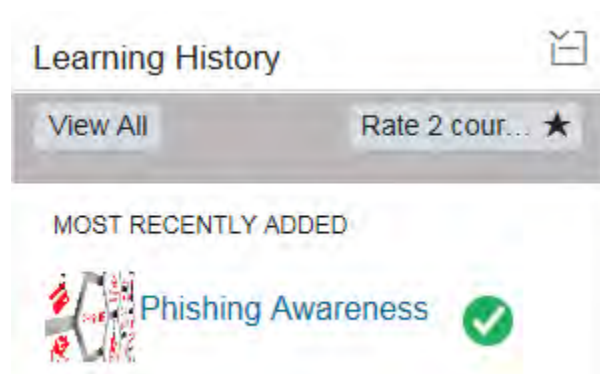 Learning History
View All
Rate 2 cour... ★
MOST RECENTLY ADDED
Phishing Awareness